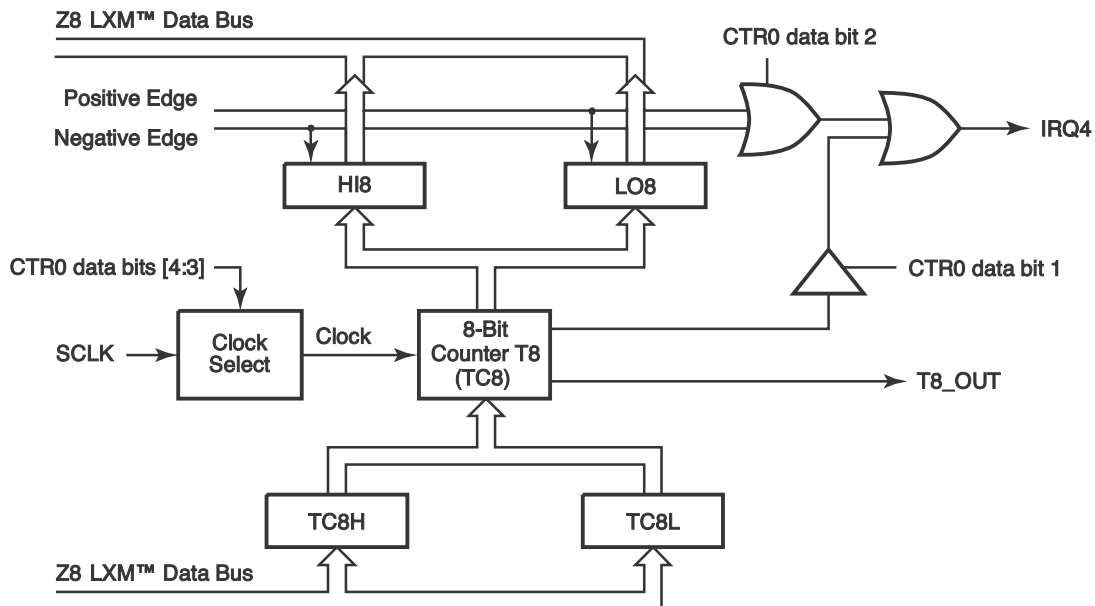 Z8 LXM™ Data Bus
CTR0 data bit 2
Positive Edge
Negative Edge
IRQ4
HI8
LO8
CTR0 data bits [4:3]
CTR0 data bit 1
SCLK
Clock
Select
Clock
8-Bit
Counter T8
(TC8)
T8_OUT
TC8H
TC8L
Z8 LXM™ Data Bus